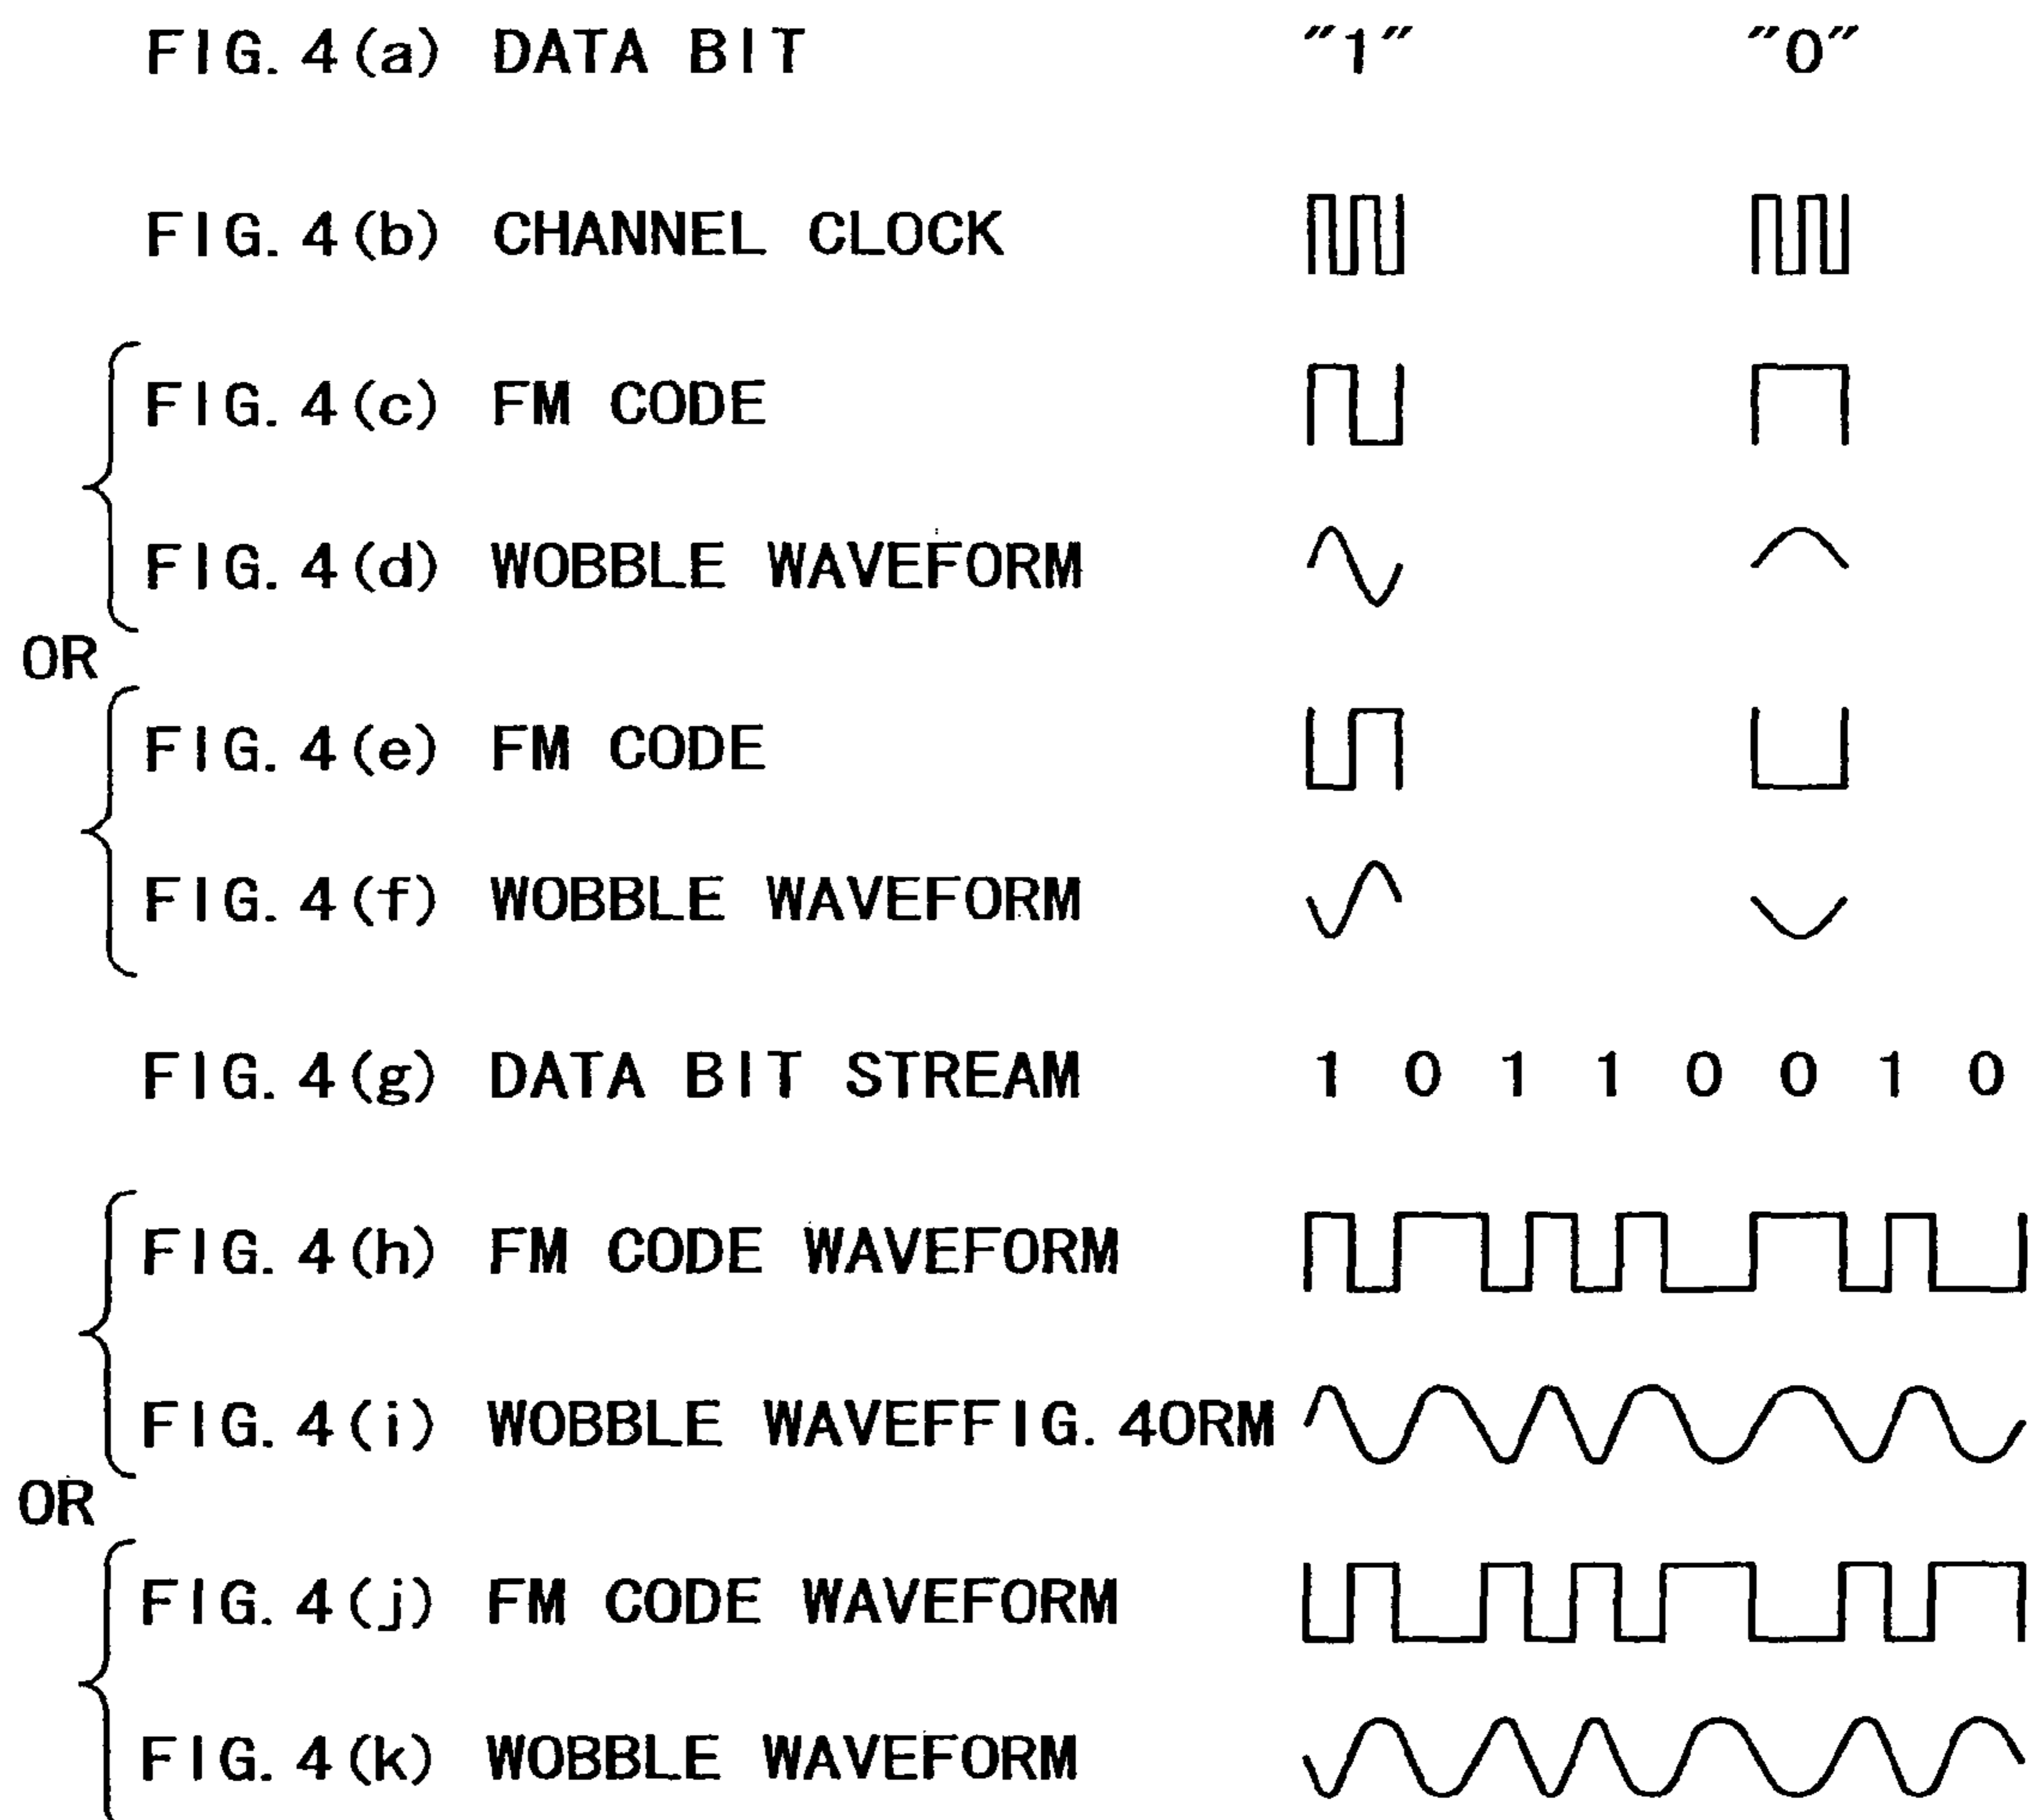 FIG. 4(a) DATA BIT "1" "0"
FIG. 4(b) CHANNEL CLOCK
FIG. 4(c) FM CODE
FIG. 4(d) WOBBLE WAVEFORM
OR
FIG. 4(e) FM CODE
FIG. 4(f) WOBBLE WAVEFORM
FIG. 4(g) DATA BIT STREAM 1 0 1 1 0 0 1 0
FIG. 4(h) FM CODE WAVEFORM
FIG. 4(i) WOBBLE WAVEFFIG. 4ORM
OR
FIG. 4(j) FM CODE WAVEFORM
FIG. 4(k) WOBBLE WAVEFORM